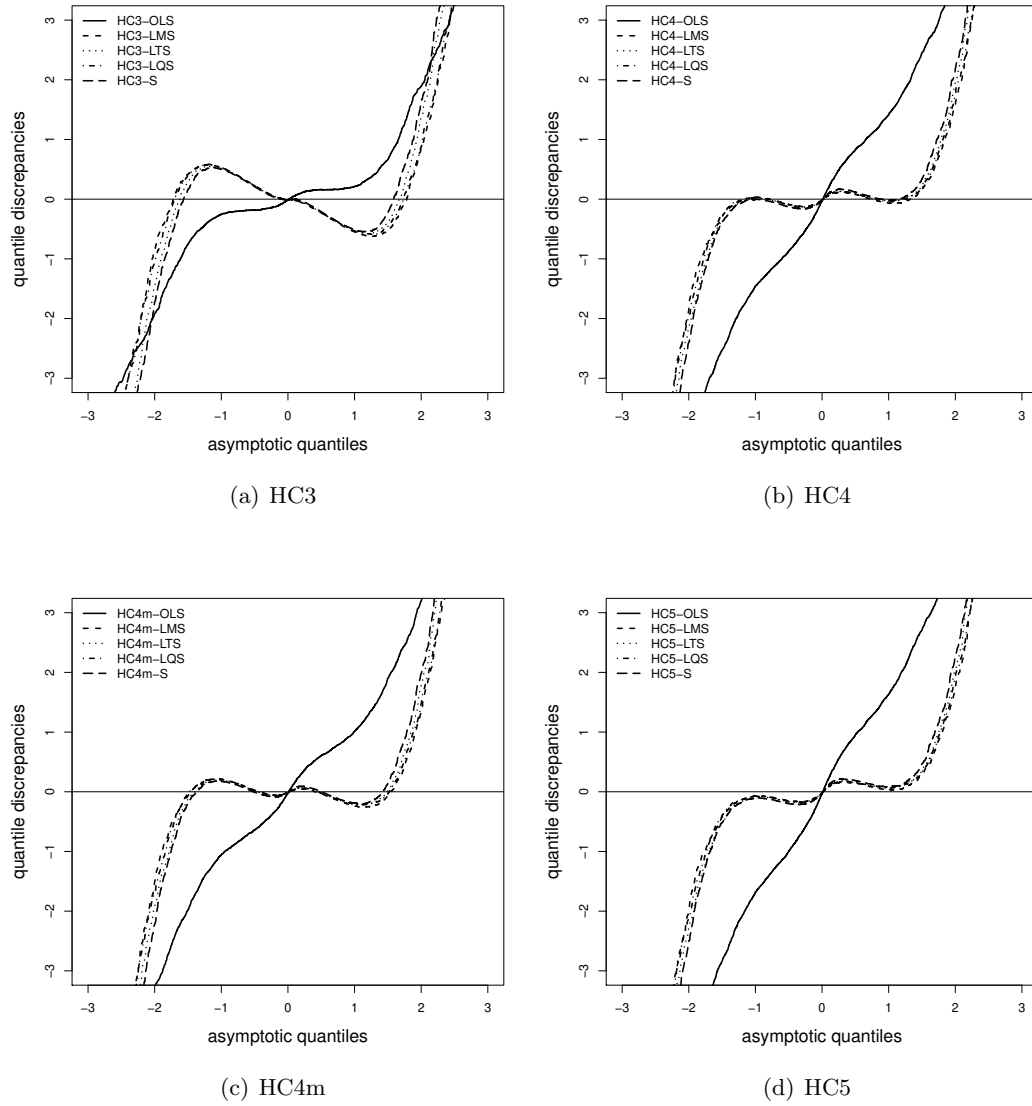 HC3−OLS
HC3−LMS
HC3−LTS
HC3−LQS
HC3−S
quantile discrepancies
3
2
1
0
−1
−2
−3
−3 −2 −1 0 1 2 3
asymptotic quantiles
(a) HC3
HC4−OLS
HC4−LMS
HC4−LTS
HC4−LQS
HC4−S
quantile discrepancies
3
2
1
0
−1
−2
−3
−3 −2 −1 0 1 2 3
asymptotic quantiles
(b) HC4
HC4m−OLS
HC4m−LMS
HC4m−LTS
HC4m−LQS
HC4m−S
quantile discrepancies
3
2
1
0
−1
−2
−3
−3 −2 −1 0 1 2 3
asymptotic quantiles
(c) HC4m
HC5−OLS
HC5−LMS
HC5−LTS
HC5−LQS
HC5−S
quantile discrepancies
3
2
1
0
−1
−2
−3
−3 −2 −1 0 1 2 3
asymptotic quantiles
(d) HC5